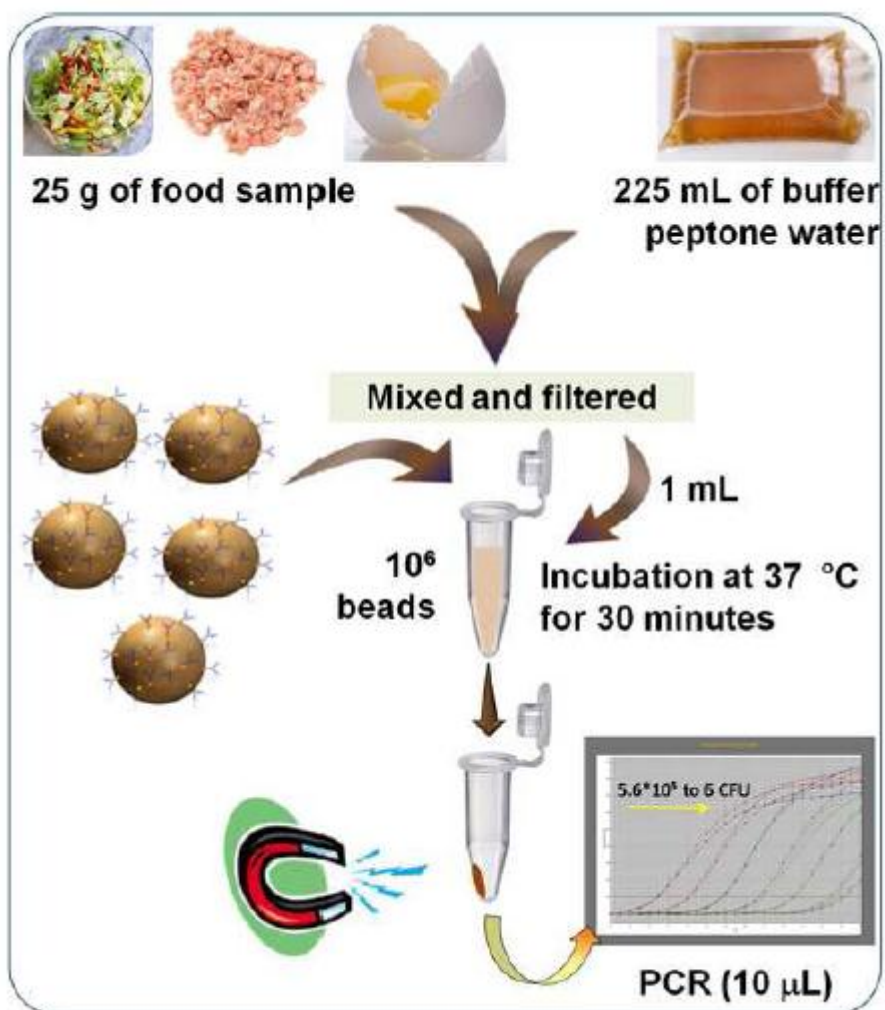 25 g of food sample
225 mL of buffer
peptone water
Mixed and filtered
1 mL
10⁶
beads
Incubation at 37 °C
for 30 minutes
5.6*10⁵ to 6 CFU
PCR (10 μL)